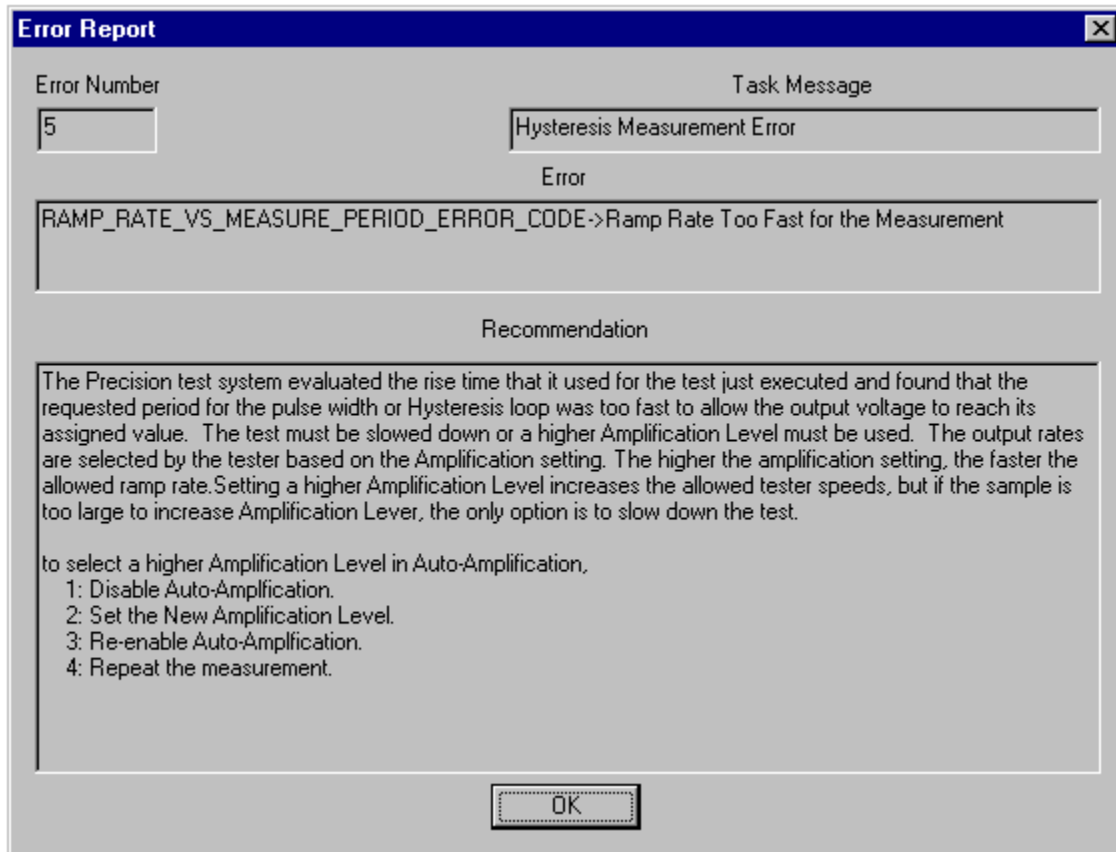 Error Report
Error Number
Task Message
5
Hysteresis Measurement Error
Error
RAMP_RATE_VS_MEASURE_PERIOD_ERROR_CODE->Ramp Rate Too Fast for the Measurement
Recommendation
The Precision test system evaluated the rise time that it used for the test just executed and found that the
requested period for the pulse width or Hysteresis loop was too fast to allow the output voltage to reach its
assigned value.  The test must be slowed down or a higher Amplification Level must be used.  The output rates
are selected by the tester based on the Amplification setting. The higher the amplification setting, the faster the
allowed ramp rate.Setting a higher Amplification Level increases the allowed tester speeds, but if the sample is
too large to increase Amplification Lever, the only option is to slow down the test.
to select a higher Amplification Level in Auto-Amplification,
1: Disable Auto-Amplfication.
2: Set the New Amplification Level.
3: Re-enable Auto-Amplfication.
4: Repeat the measurement.
OK